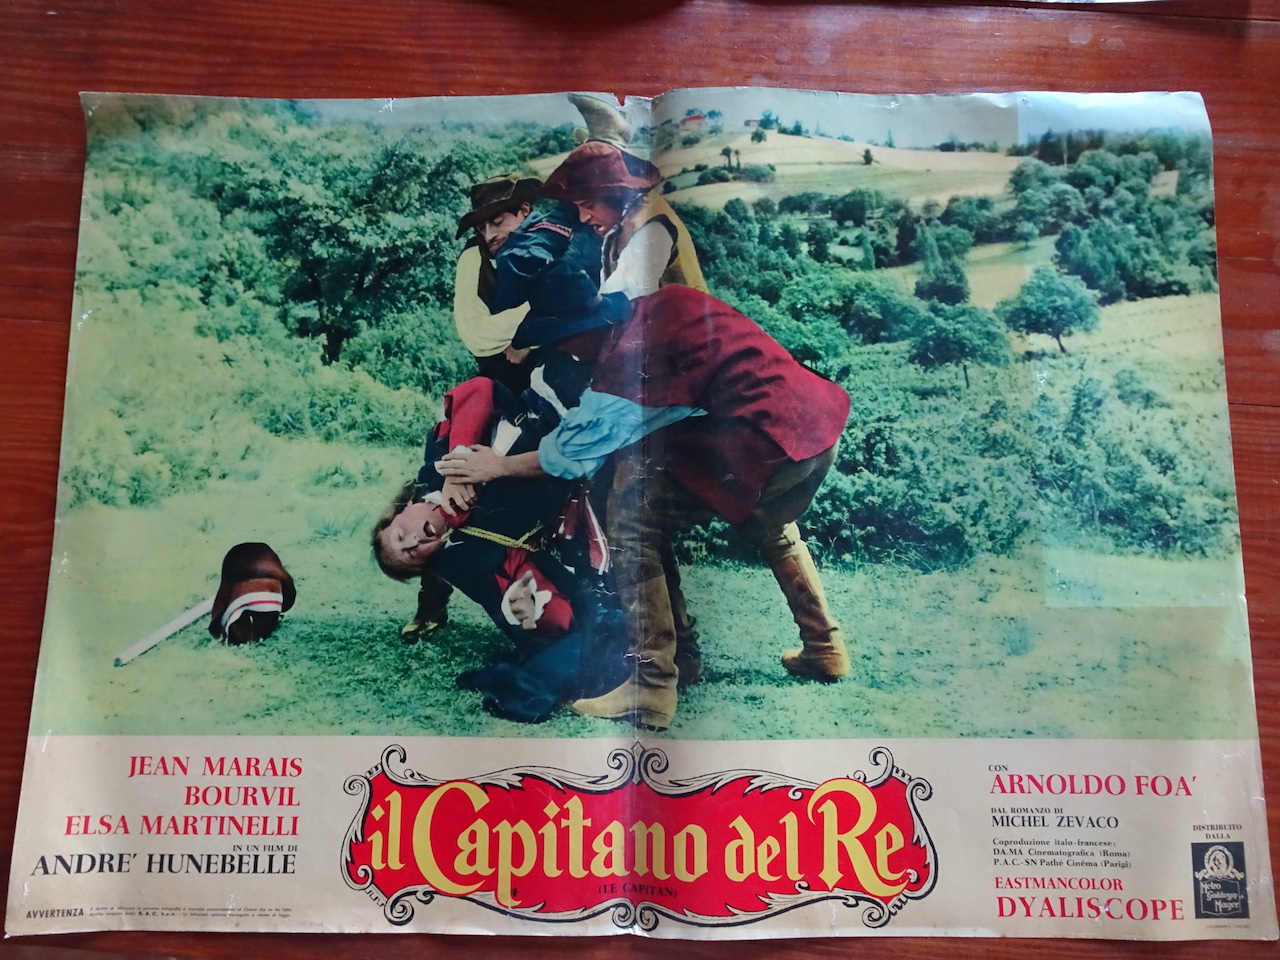 JEAN MARAIS
BOURVIL
ELSA MARTINELLI
IN UN FILM DI
ANDRE' HUNEBELLE
il Capitano del Re
(LE CAPITAN)
CON
ARNOLDO FOA'
DAL ROMANZO DI
MICHEL ZEVACO
Coproduzione italo-francese:
DA.MA Cinematografica (Roma)
P.A.C.-SN Pathé Cinéma (Parigi)
EASTMANCOLOR
DYALISCOPE
DISTRIBUITO
DALLA
Metro
Goldwyn
Mayer
AVVERTENZA